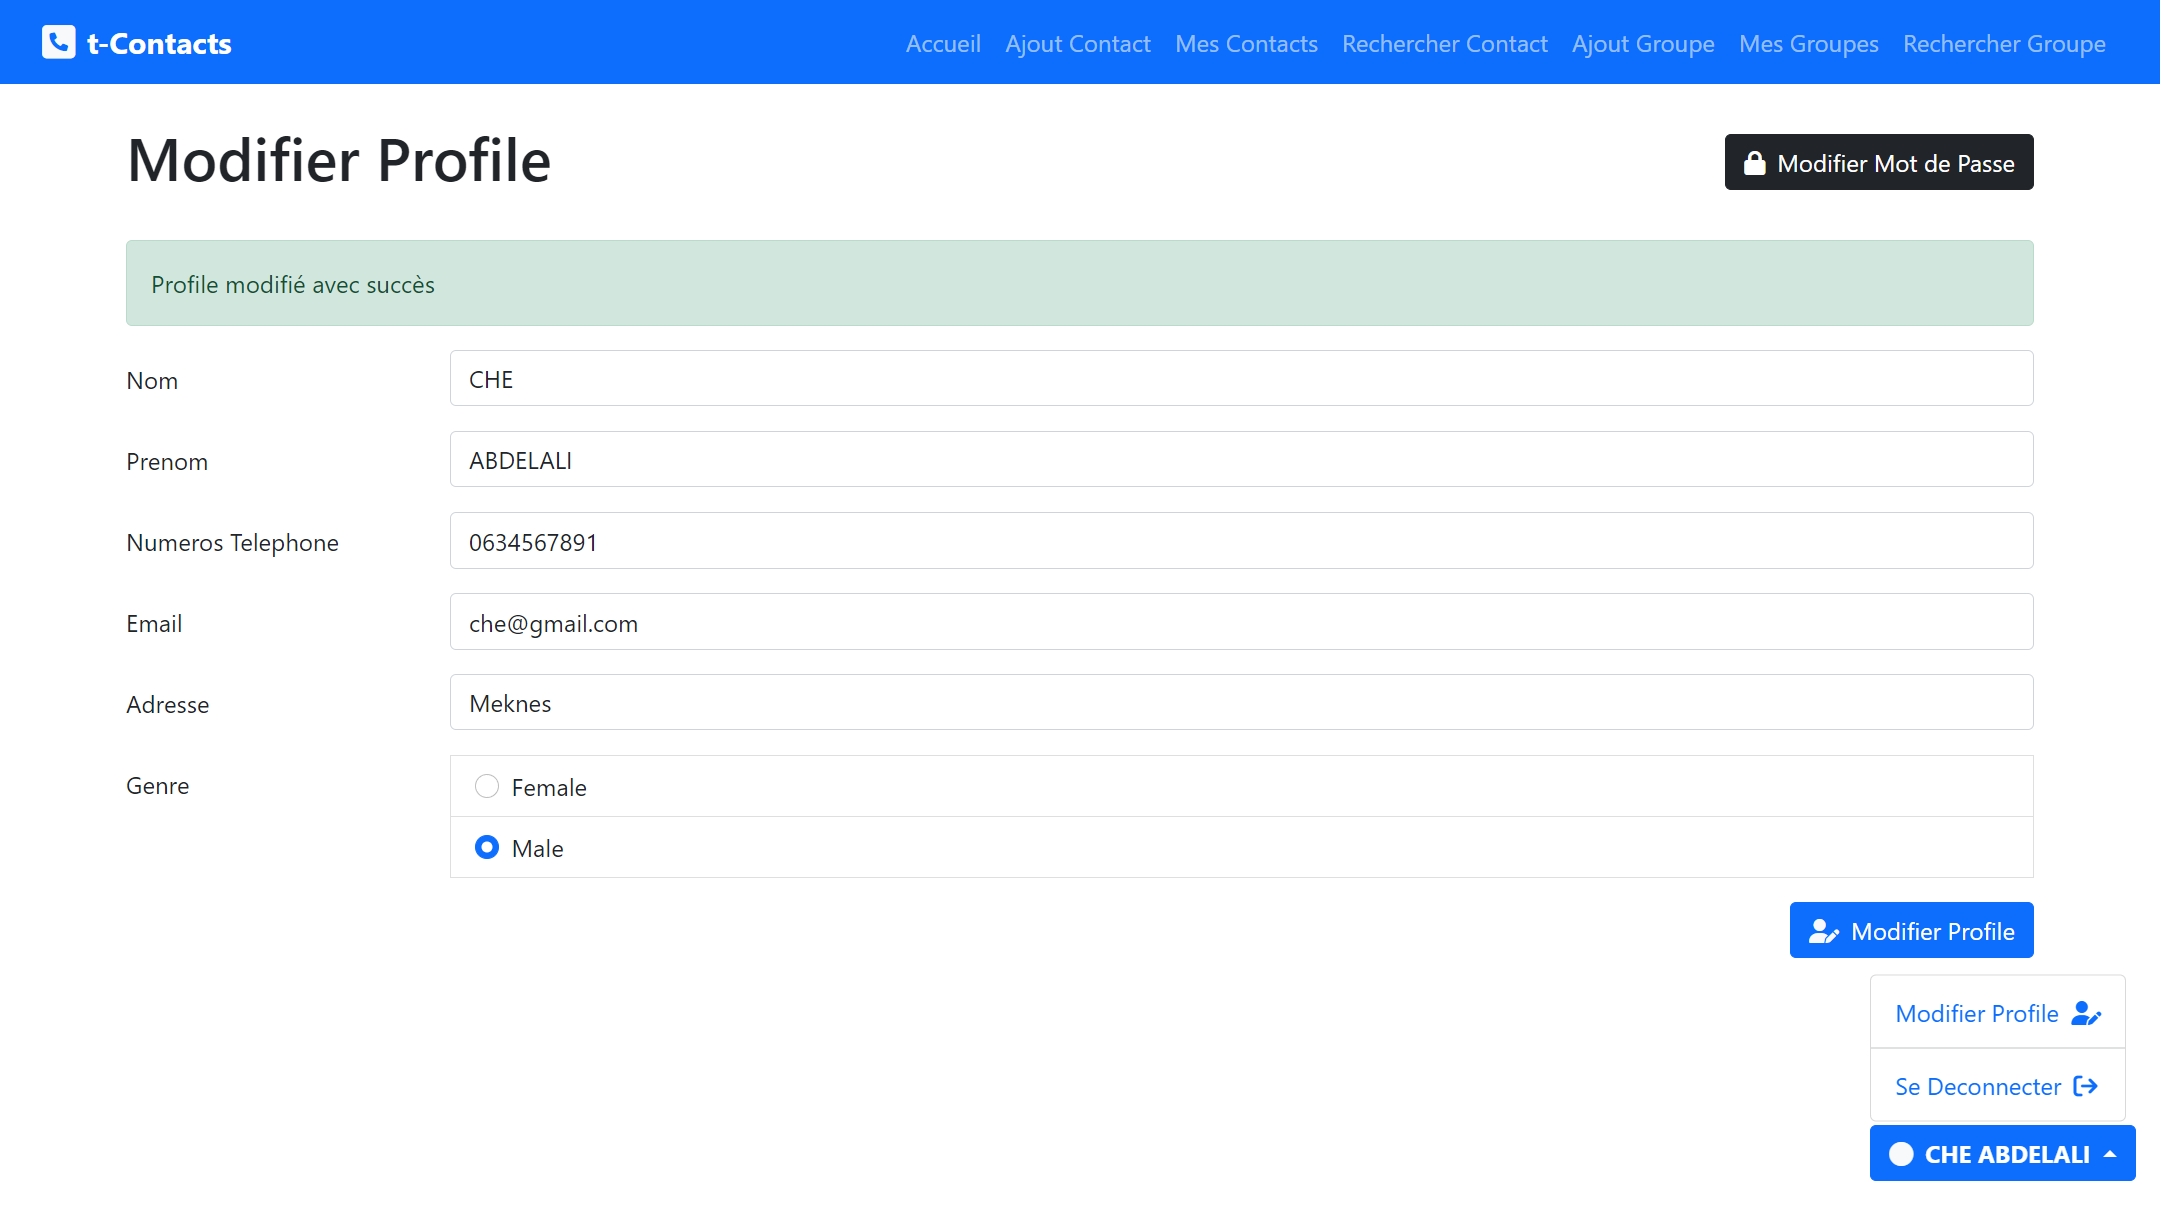 t-Contacts
Accueil Ajout Contact Mes Contacts Rechercher Contact Ajout Groupe Mes Groupes Rechercher Groupe
Modifier Profile
Modifier Mot de Passe
Profile modifié avec succès
Nom CHE
Prenom ABDELALI
Numeros Telephone 0634567891
Email che@gmail.com
Adresse Meknes
Genre Female
Male
Modifier Profile
Modifier Profile
Se Deconnecter
CHE ABDELALI